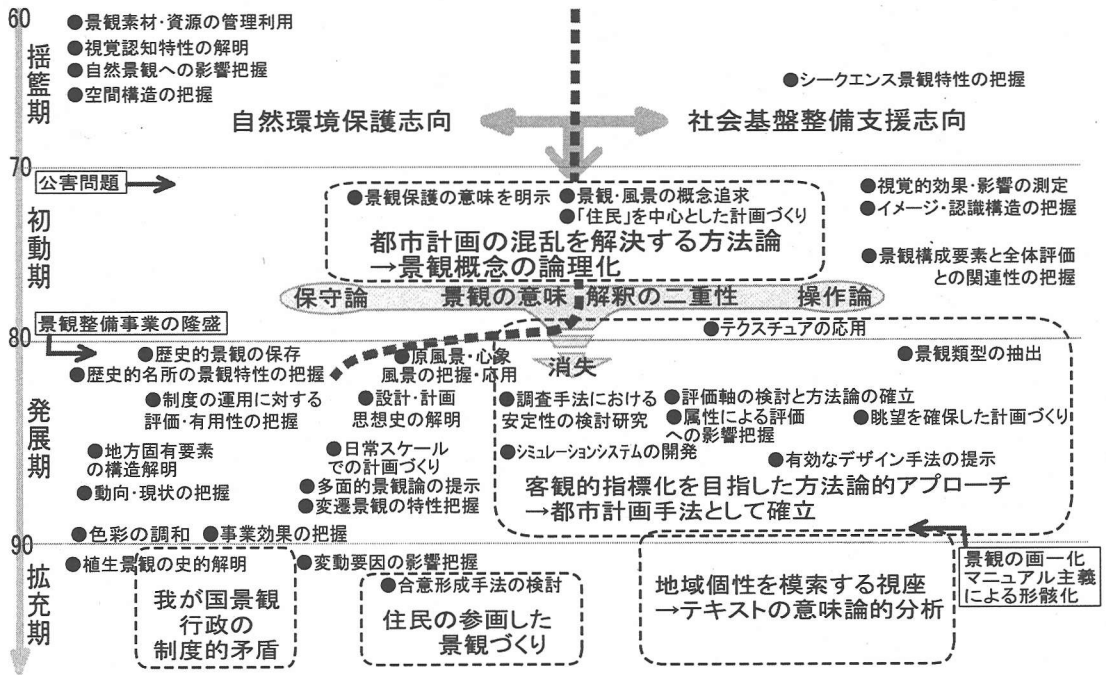 60
揺籃期
●景観素材・資源の管理利用
●視覚認知特性の解明
●自然景観への影響把握
●空間構造の把握
●シークエンス景観特性の把握
自然環境保護志向
社会基盤整備支援志向
70
初動期
公害問題
●景観保護の意味を明示
●景観・風景の概念追求
●「住民」を中心とした計画づくり
都市計画の混乱を解決する方法論
→景観概念の論理化
●視覚的効果・影響の測定
●イメージ・認識構造の把握
●景観構成要素と全体評価
との関連性の把握
保守論
景観の意味
解釈の二重性
操作論
景観整備事業の隆盛
80
発展期
消失
●歴史的景観の保存
●歴史的名所の景観特性の把握
●制度の運用に対する
評価・有用性の把握
●地方固有要素
の構造解明
●動向・現状の把握
●色彩の調和
●事業効果の把握
●原風景・心象
風景の把握・応用
●設計・計画
思想史の解明
●日常スケール
での計画づくり
●多面的景観論の提示
●変遷景観の特性把握
●テクスチュアの応用
●景観類型の抽出
●調査手法における
安定性の検討研究
●評価軸の検討と方法論の確立
●属性による評価
への影響把握
●眺望を確保した計画づくり
●シミュレーションシステムの開発
●有効なデザイン手法の提示
客観的指標化を目指した方法論的アプローチ
→都市計画手法として確立
90
拡充期
●植生景観の史的解明
●変動要因の影響把握
我が国景観
行政の
制度的矛盾
●合意形成手法の検討
住民の参画した
景観づくり
地域個性を模索する視座
→テキストの意味論的分析
景観の画一化
マニュアル主義
による形骸化